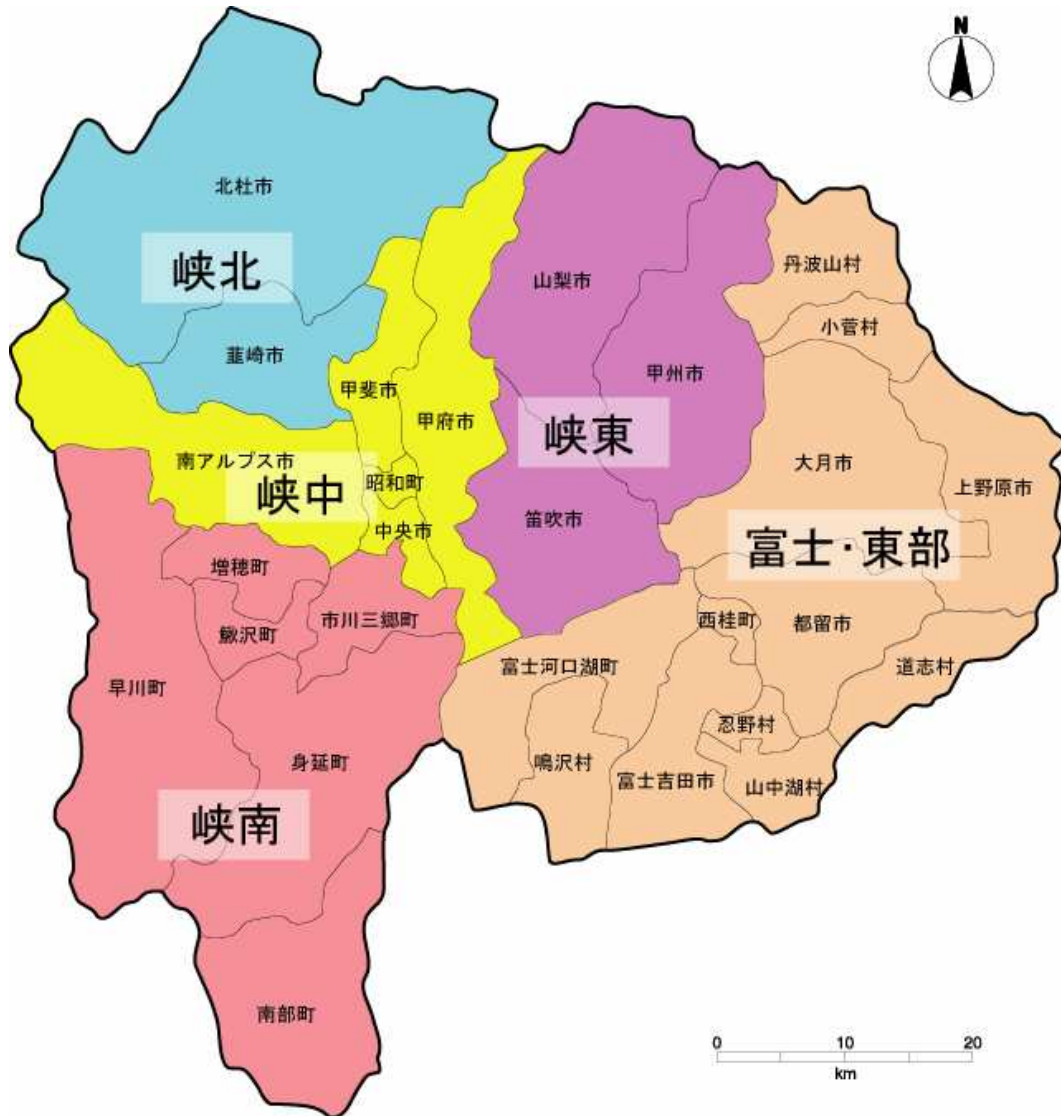 N
北杜市
峡北
山梨市
丹波山村
小菅村
韮崎市
甲斐市
甲州市
甲府市
峡東
南アルプス市
峡中
昭和町
大月市
上野原市
中央市
笛吹市
富士・東部
増穂町
市川三郷町
鰍沢町
西桂町
都留市
富士河口湖町
道志村
早川町
忍野村
身延町
鳴沢村
富士吉田市
山中湖村
峡南
南部町
0 10 20
km